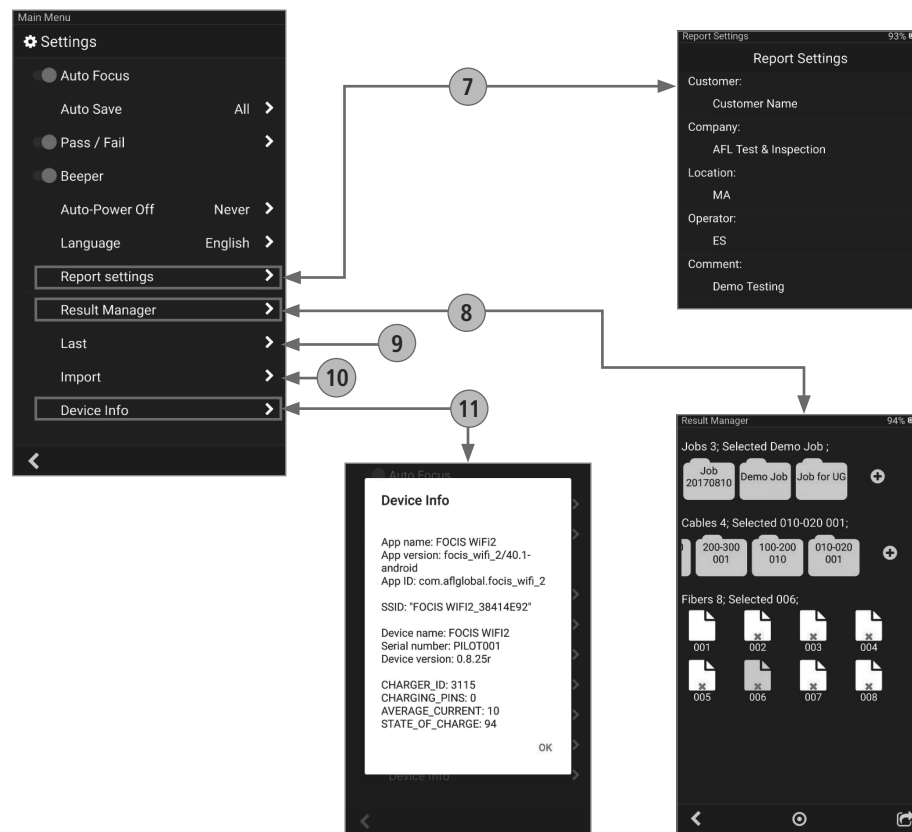 Main Menu
Settings
Auto Focus
Auto Save All
Pass / Fail
Beeper
Auto-Power Off Never
Language English
Report settings
Result Manager
Last
Import
Device Info
7
8
9
10
11
Report Settings 93%
Report Settings
Customer:
Customer Name
Company:
AFL Test & Inspection
Location:
MA
Operator:
ES
Comment:
Demo Testing
Auto Focus
Device Info
App name: FOCIS WiFi2
App version: focis_wifi_2/40.1-
android
App ID: com.aflglobal.focis_wifi_2
SSID: "FOCIS WIFI2_38414E92"
Device name: FOCIS WIFI2
Serial number: PILOT001
Device version: 0.8.25r
CHARGER_ID: 3115
CHARGING_PINS: 0
AVERAGE_CURRENT: 10
STATE_OF_CHARGE: 94
OK
Device Info
Result Manager 94%
Jobs 3; Selected Demo Job ;
Job
20170810
Demo Job
Job for UG
Cables 4; Selected 010-020 001;
200-300
001
100-200
010
010-020
001
Fibers 8; Selected 006;
001 002 003 004
005 006 007 008